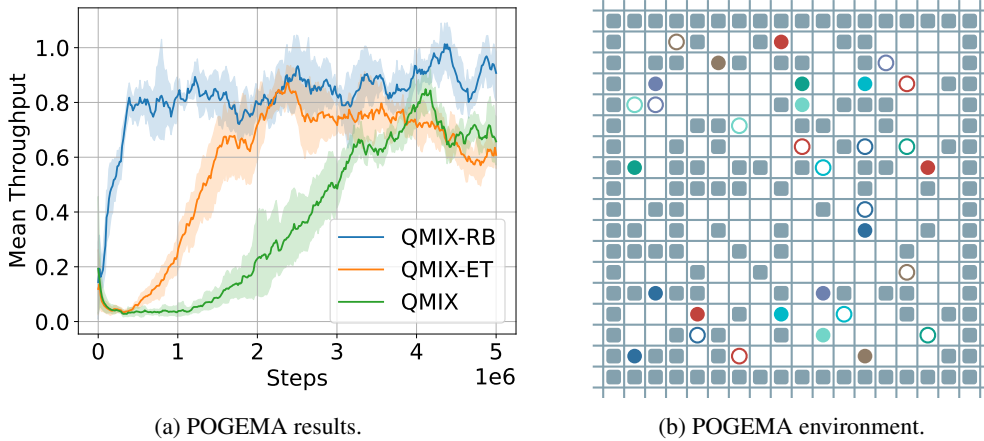 Mean Throughput
1.0
0.8
0.6
0.4
0.2
0.0
QMIX-RB
QMIX-ET
QMIX
0 1 2 3 4 5
1e6
Steps
(a) POGEMA results.
(b) POGEMA environment.